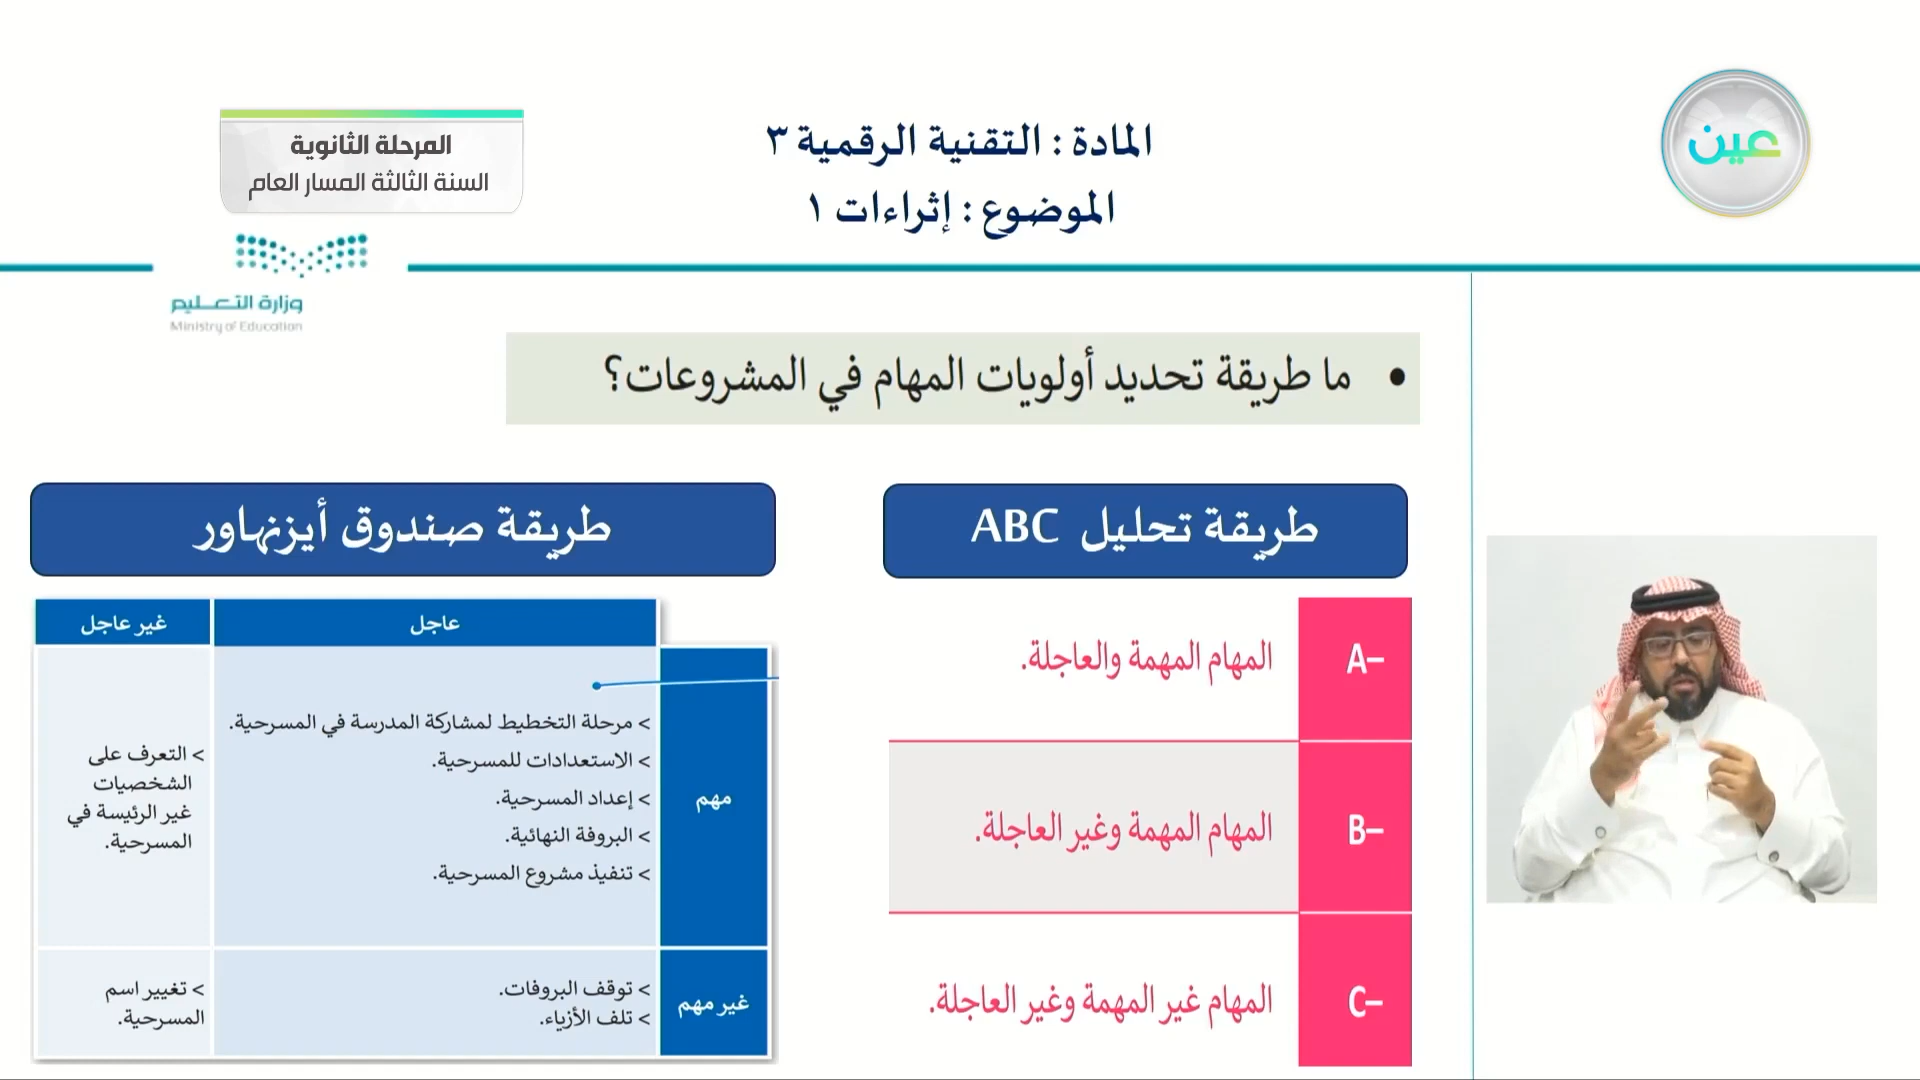 عين
المادة : التقنية الرقمية ٣
الموضوع : إثراءات ١
المرحلة الثانوية
السنة الثالثة المسار العام
وزارة التعليم
Ministry of Education
• ما طريقة تحديد أولويات المهام في المشروعات؟
طريقة تحليل ABC
A–
المهام المهمة والعاجلة.
B–
المهام المهمة وغير العاجلة.
C–
المهام غير المهمة وغير العاجلة.
طريقة صندوق أيزنهاور
عاجل
غير عاجل
مهم
> مرحلة التخطيط لمشاركة المدرسة في المسرحية.
> الاستعدادات للمسرحية.
> إعداد المسرحية.
> البروفة النهائية.
> تنفيذ مشروع المسرحية.
> التعرف على
الشخصيات
غير الرئيسة في
المسرحية.
غير مهم
> توقف البروفات.
> تلف الأزياء.
> تغيير اسم
المسرحية.